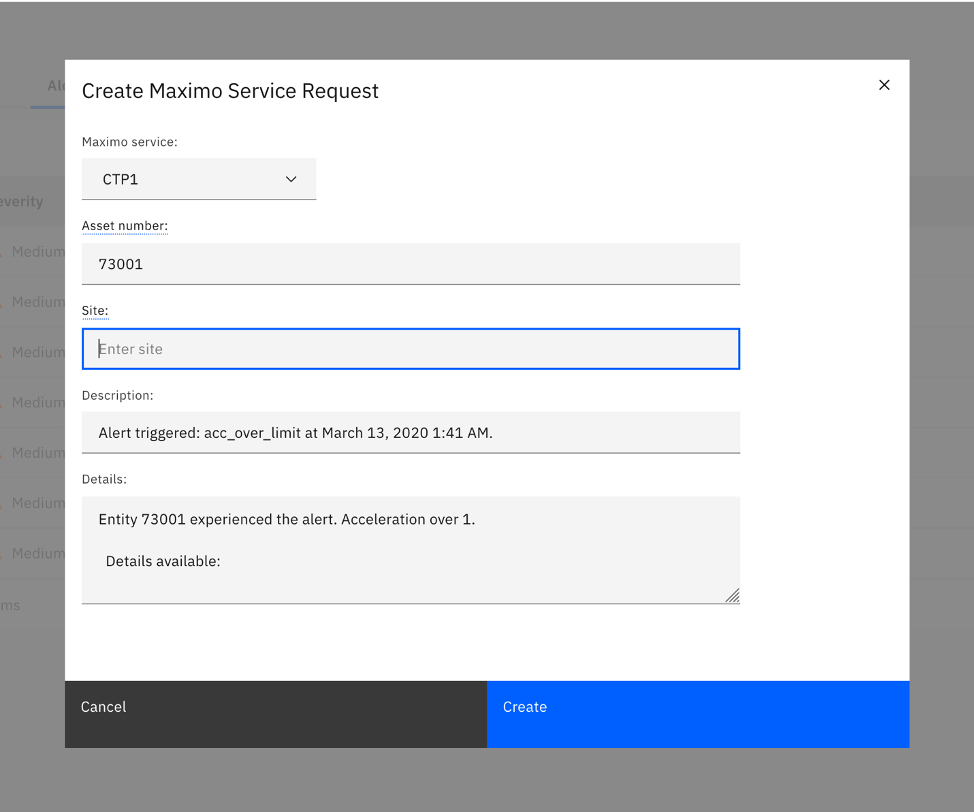 Ale
Create Maximo Service Request
Maximo service:
CTP1
Asset number:
73001
Site:
Enter site
Description:
Alert triggered: acc_over_limit at March 13, 2020 1:41 AM.
Details:
Entity 73001 experienced the alert. Acceleration over 1.
Details available:
everity
Medium
Medium
Medium
Medium
Medium
Medium
Medium
ms
Cancel
Create